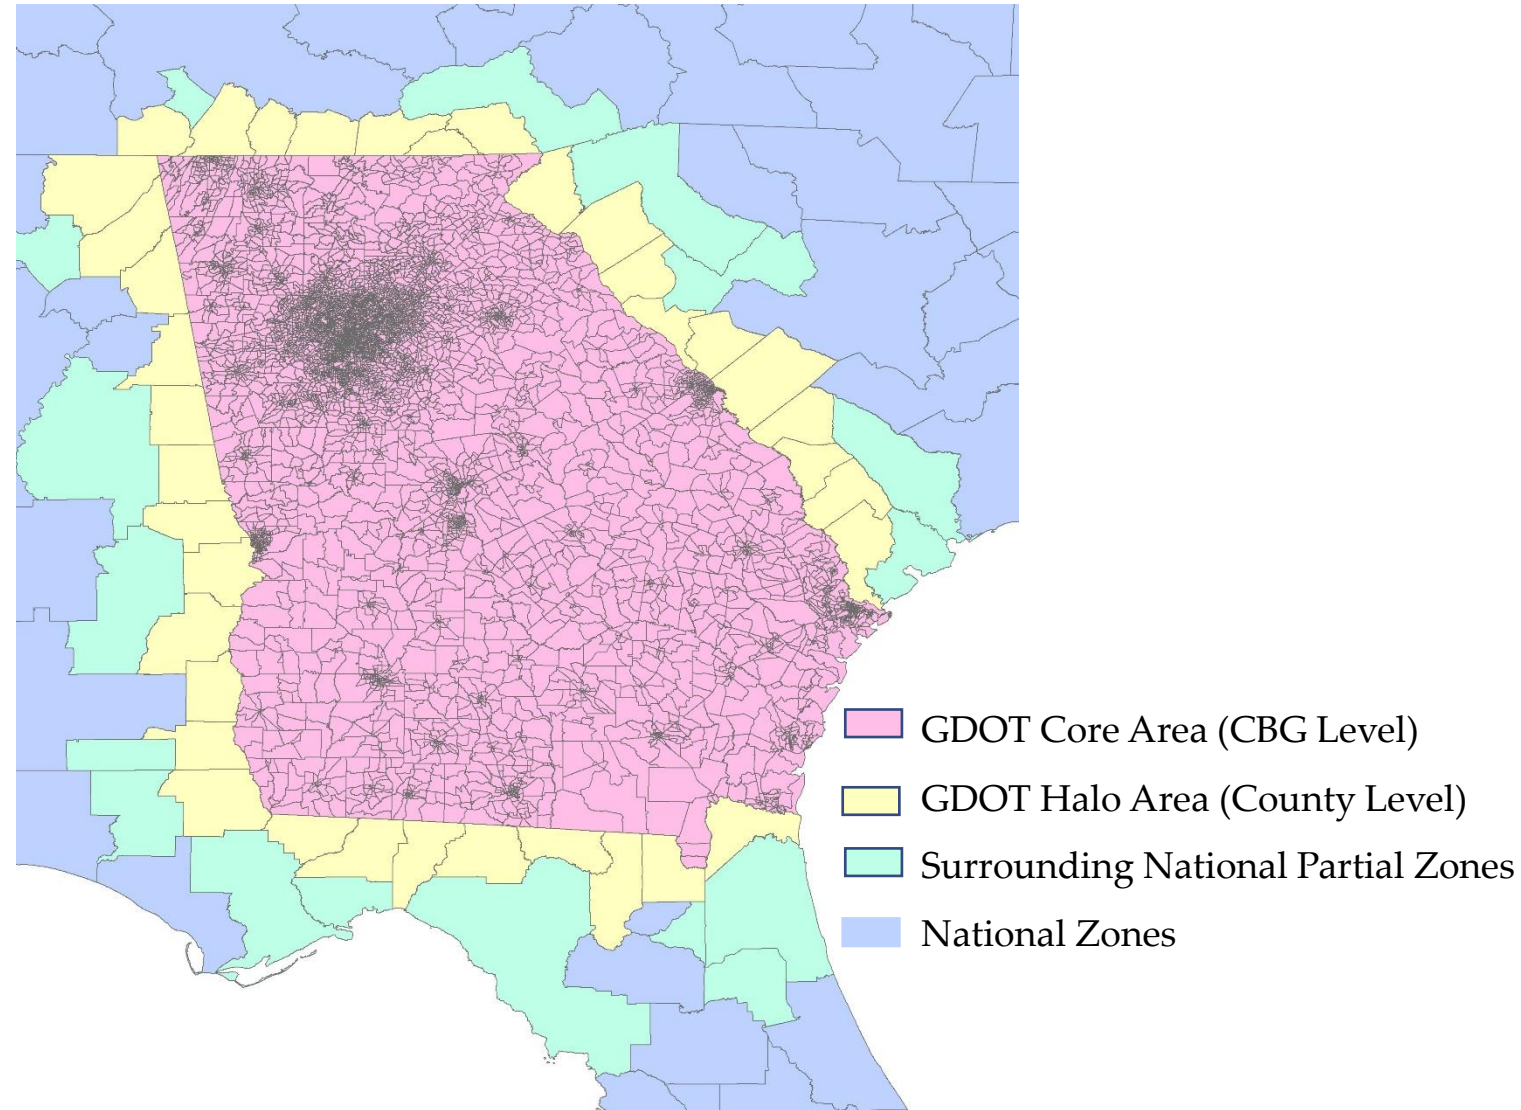 GDOT Core Area (CBG Level)
GDOT Halo Area (County Level)
Surrounding National Partial Zones
National Zones